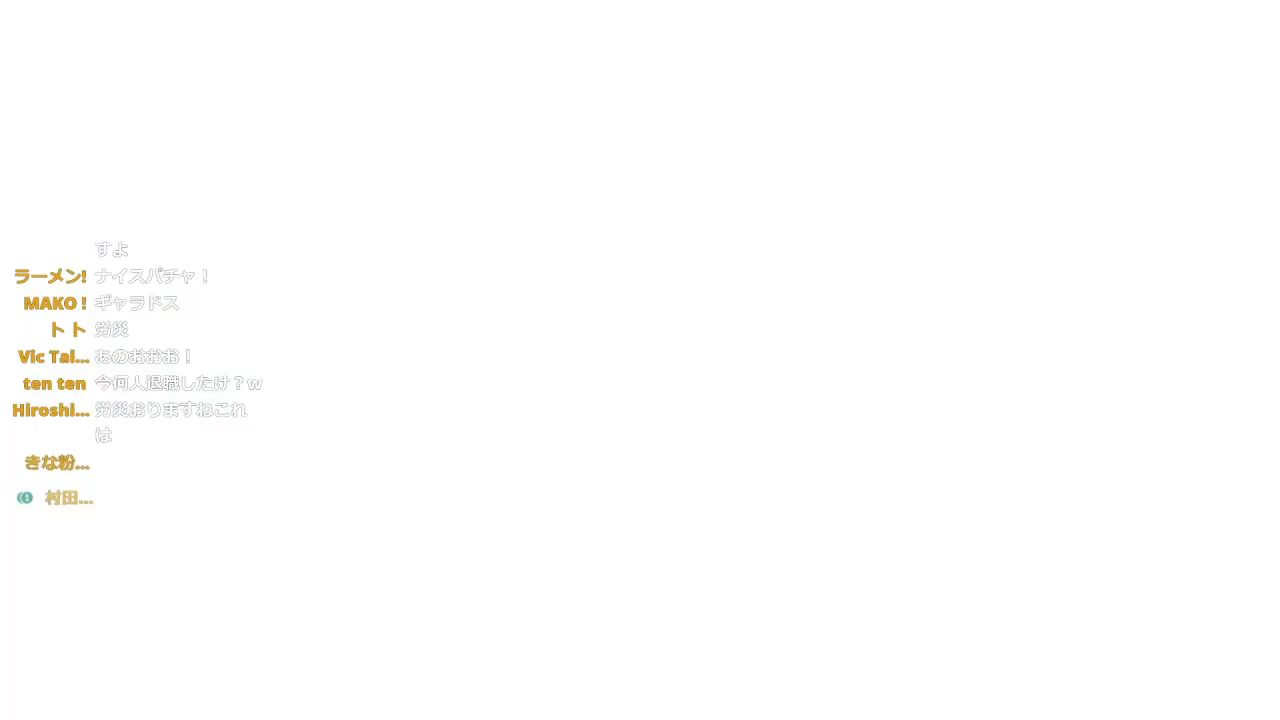 すよ
ラーメン! ナイスパチャ！
MAKO ! ギャラドス
ト ト 労災
Vic Tai... あのおおお！
ten ten 今何人退職したけ？w
Hiroshi... 労災おりますねこれ
は
きな粉...
村田...